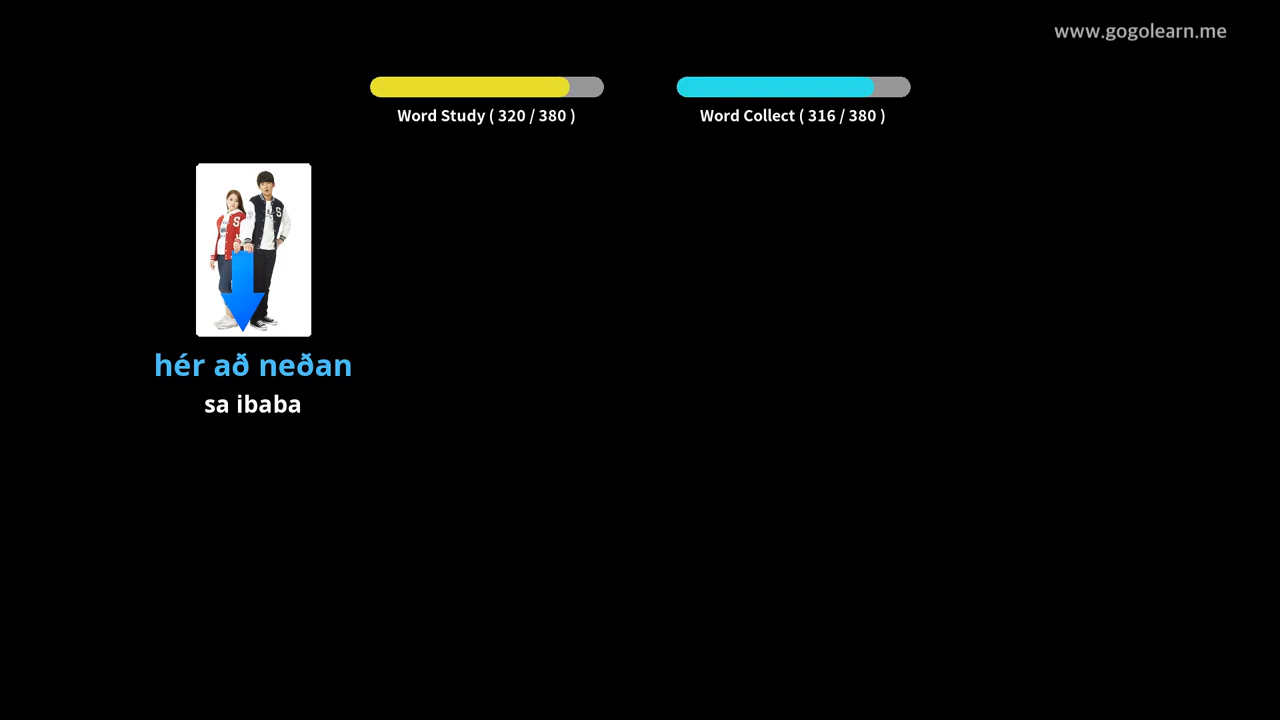 www.gogolearn.me
Word Study ( 320 / 380 )
Word Collect ( 316 / 380 )
S
S
hér að neðan
sa ibaba